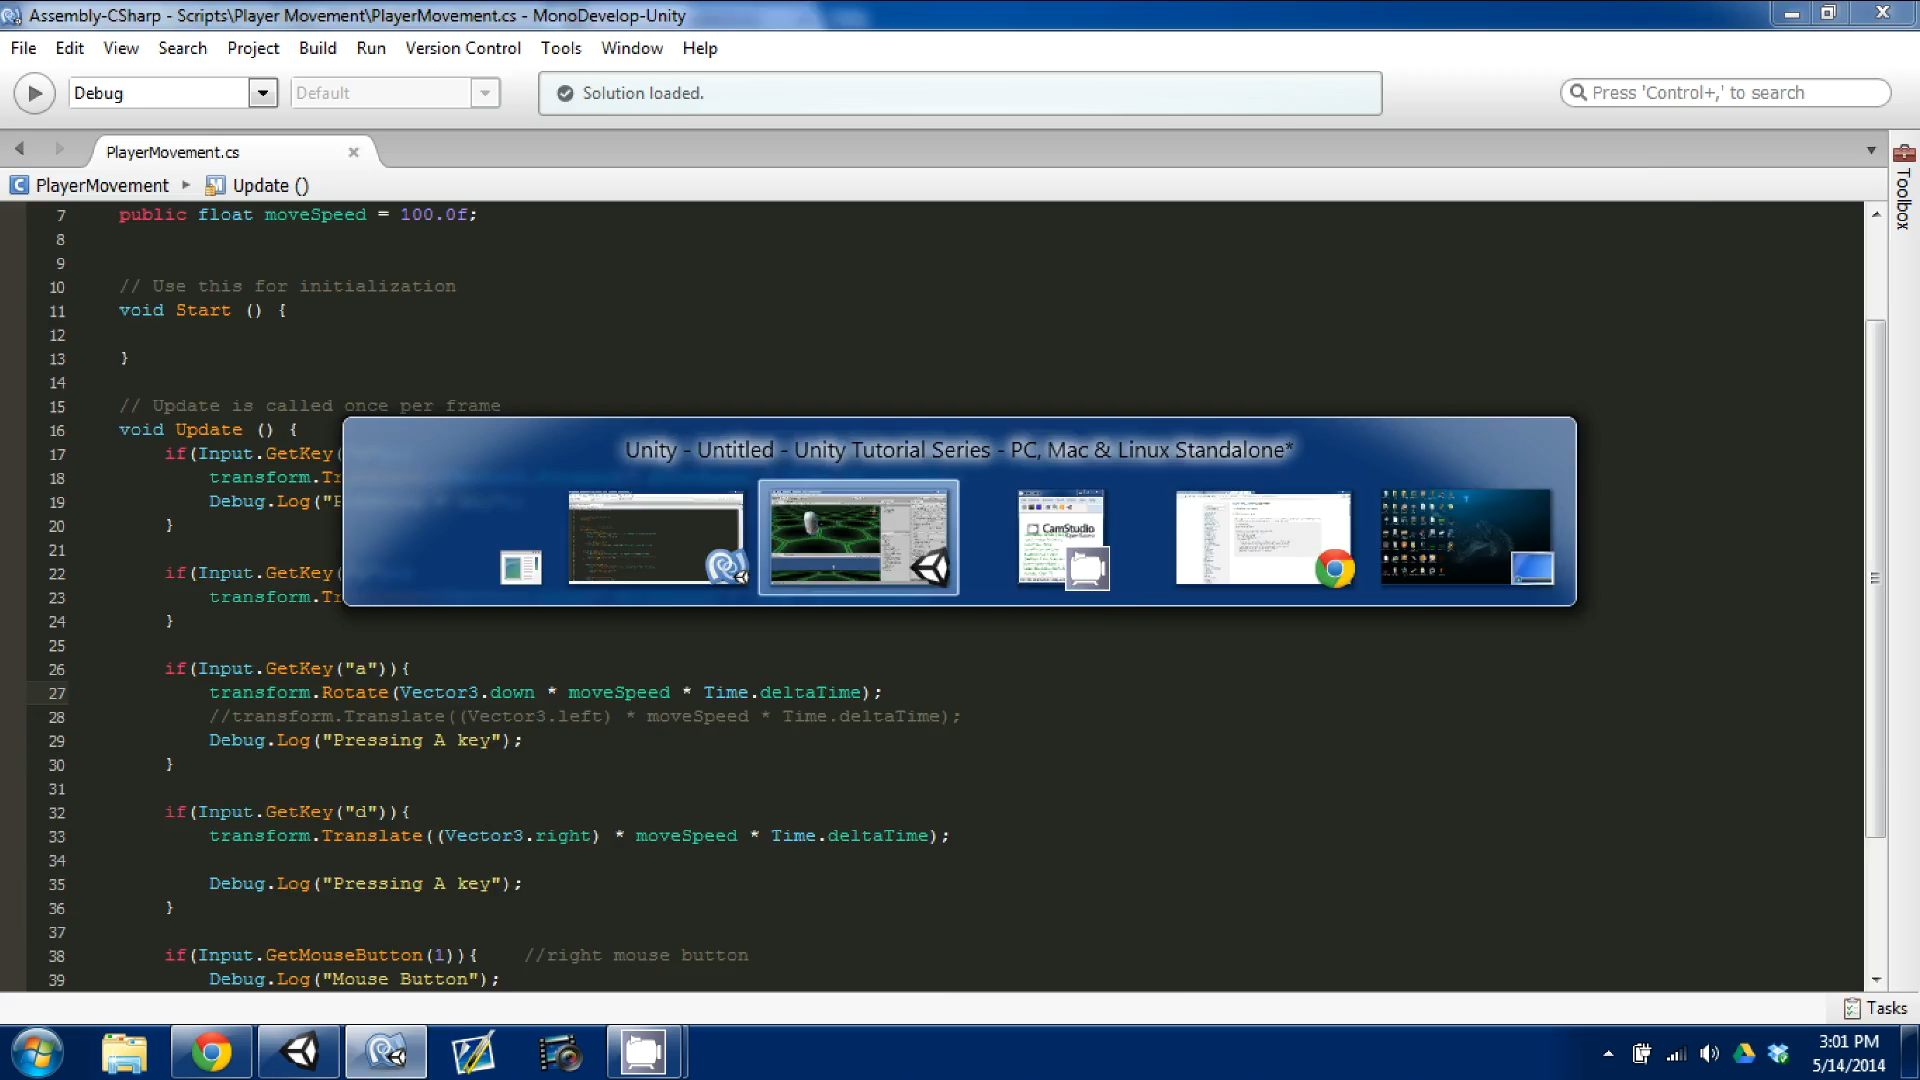 Assembly-CSharp - Scripts\Player Movement\PlayerMovement.cs - MonoDevelop-Unity
File Edit View Search Project Build Run Version Control Tools Window Help
Debug Default Solution loaded. Press 'Control+,' to search
PlayerMovement.cs
PlayerMovement Update ()
Toolbox
7 public float moveSpeed = 100.0f;
8
9
10 // Use this for initialization
11 void Start () {
12
13 }
14
15 // Update is called once per frame
16 void Update () {
17 if(Input.GetKey(
18 transform.Tr
19 Debug.Log("P
20 }
21
22 if(Input.GetKey(
23 transform.Tr
24 }
25
26 if(Input.GetKey("a")){
27 transform.Rotate(Vector3.down * moveSpeed * Time.deltaTime);
28 //transform.Translate((Vector3.left) * moveSpeed * Time.deltaTime);
29 Debug.Log("Pressing A key");
30 }
31
32 if(Input.GetKey("d")){
33 transform.Translate((Vector3.right) * moveSpeed * Time.deltaTime);
34
35 Debug.Log("Pressing A key");
36 }
37
38 if(Input.GetMouseButton(1)){ //right mouse button
39 Debug.Log("Mouse Button");
Unity - Untitled - Unity Tutorial Series - PC, Mac & Linux Standalone*
CamStudio
Tasks
3:01 PM
5/14/2014